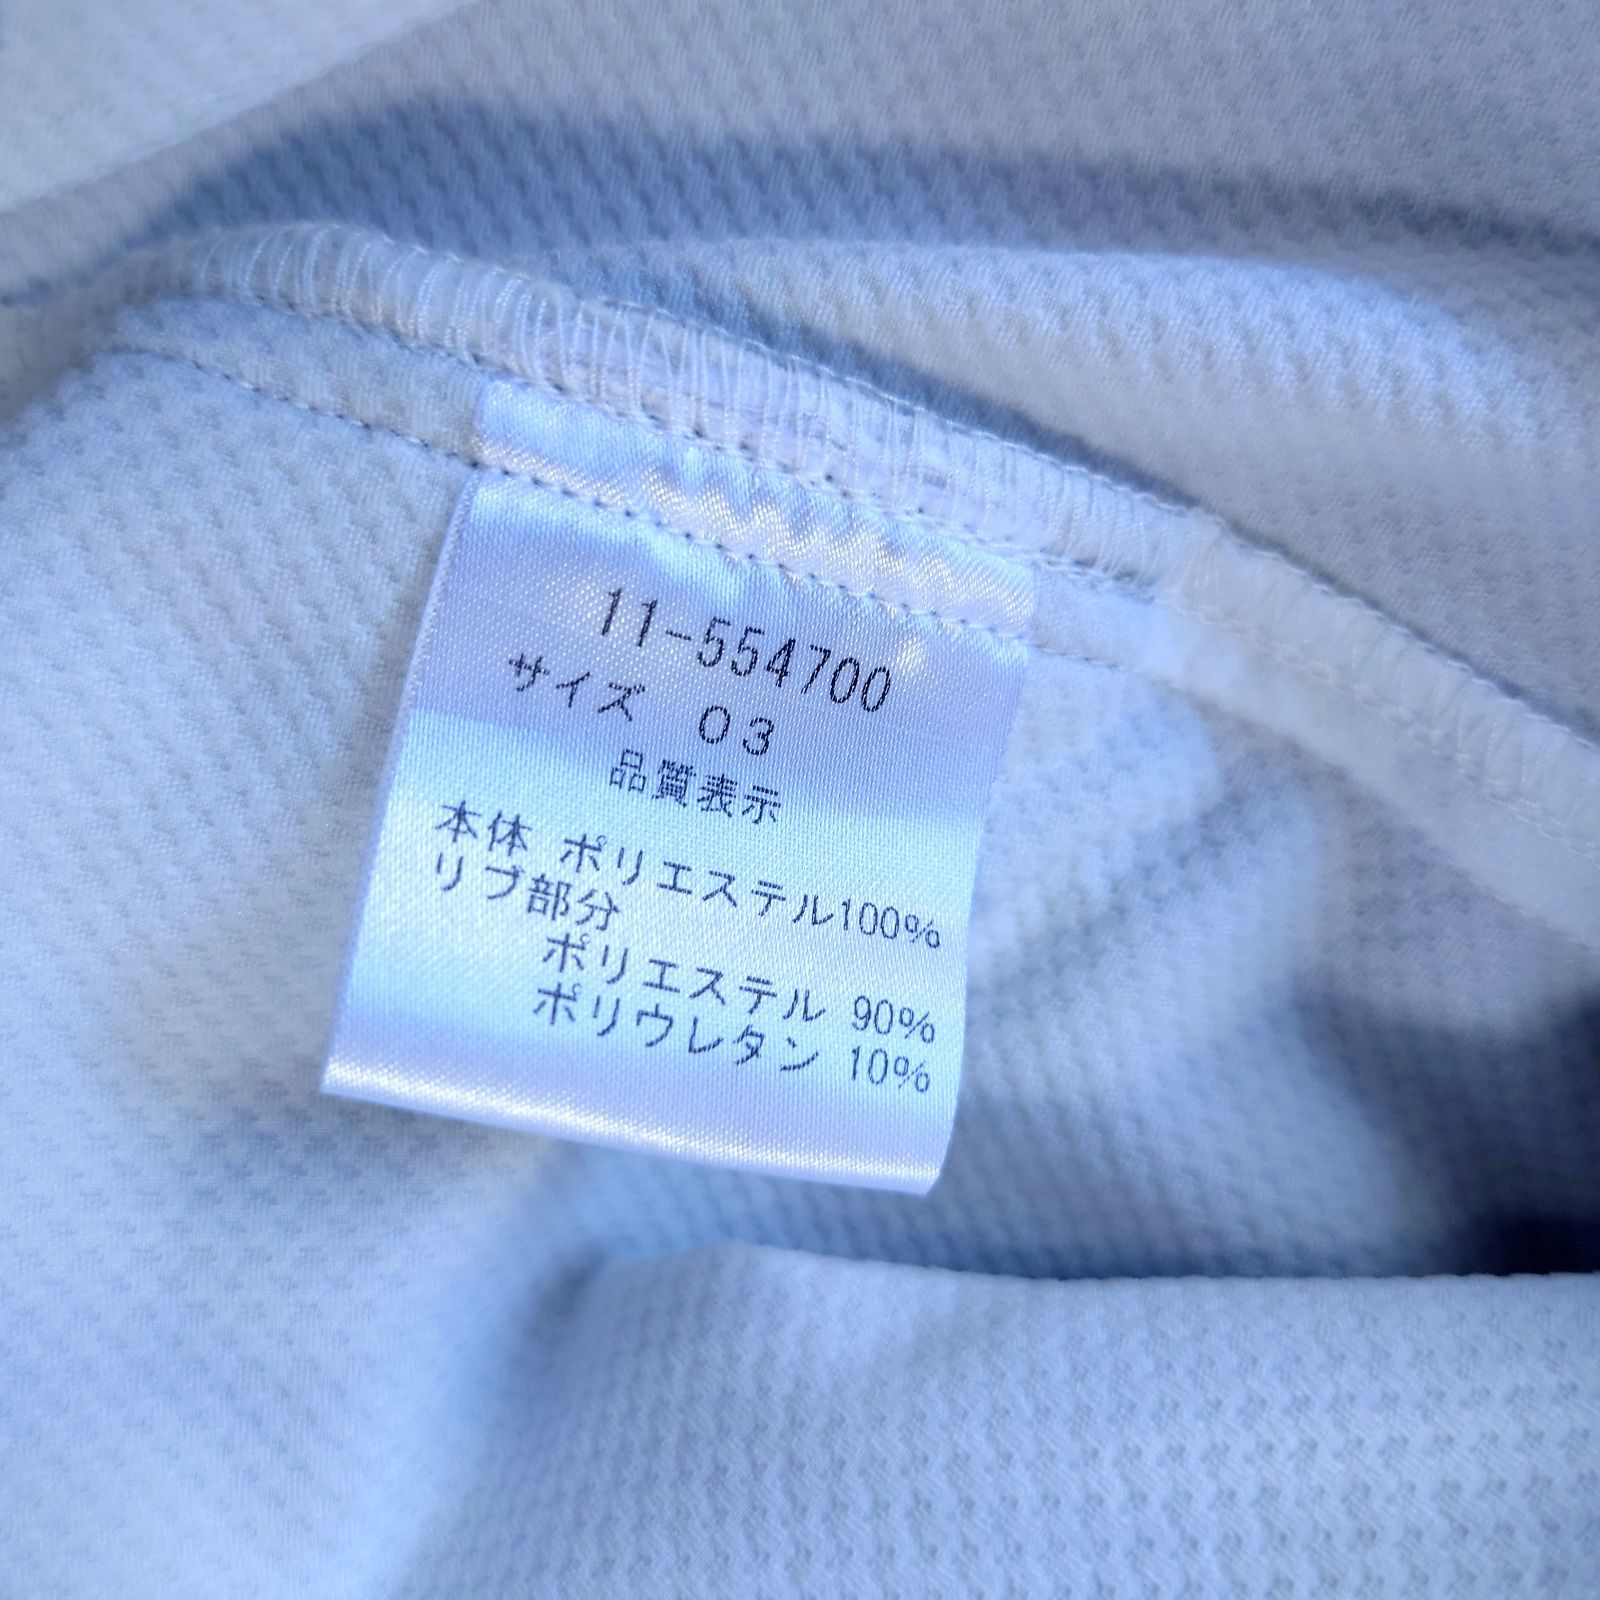 11-554700
サイズ　03
品質表示
本体 ポリエステル100%
リブ部分
ポリエステル 90%
ポリウレタン 10%